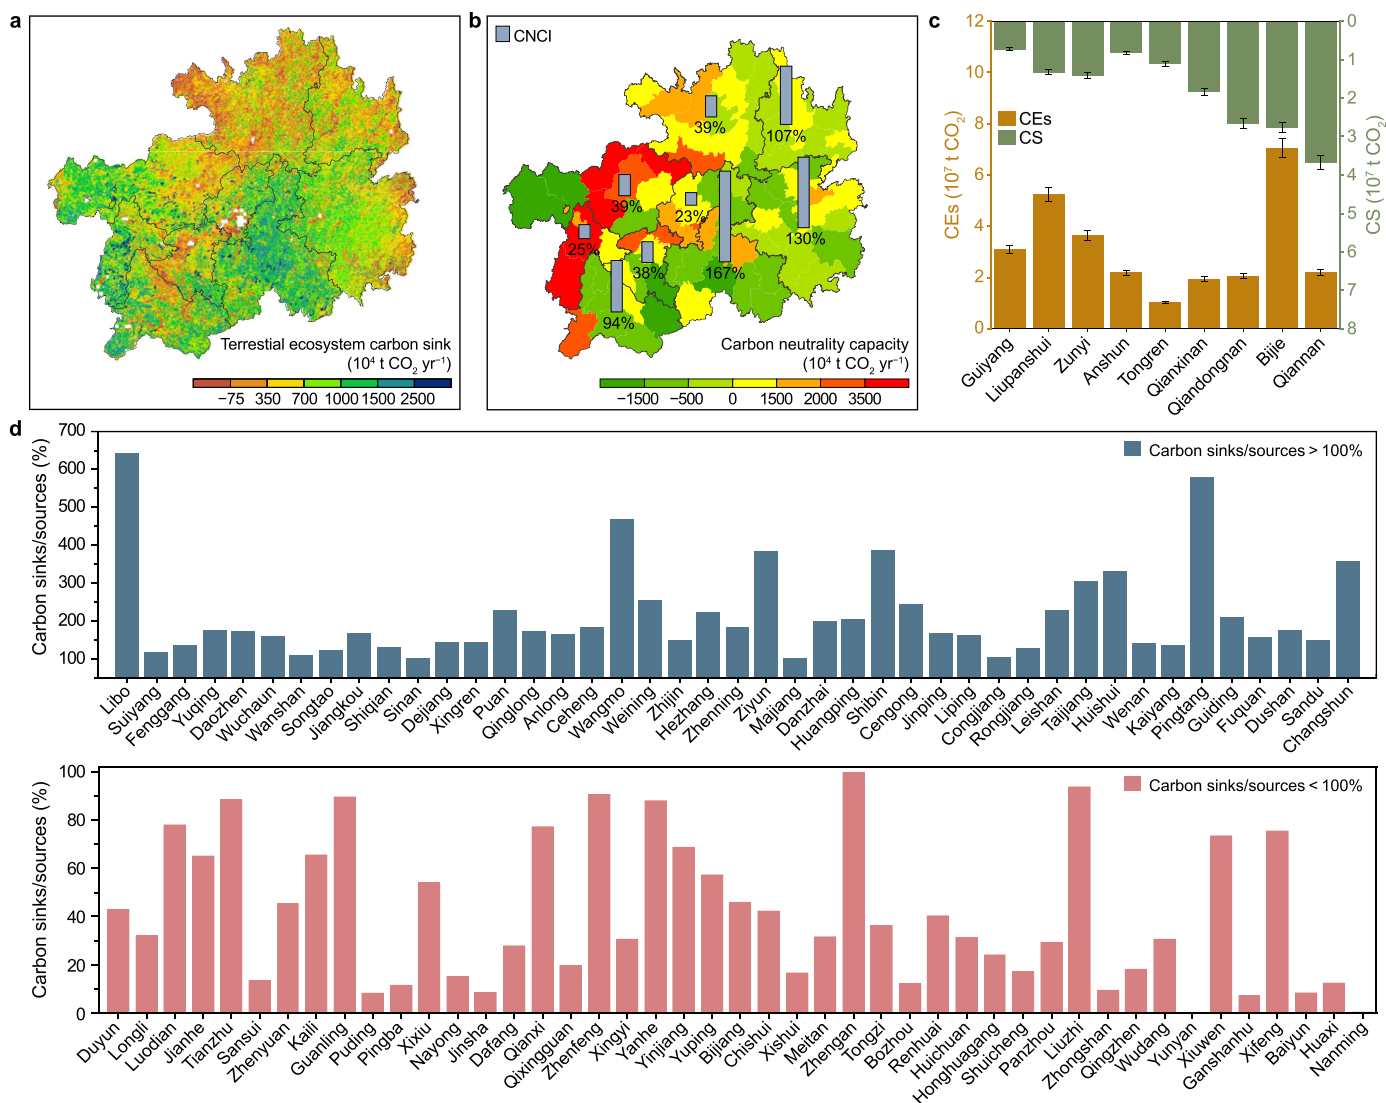 a
Terrestial ecosystem carbon sink
(10⁴ t CO₂ yr⁻¹)
−75 350 700 1000 1500 2500
b
CNCI
39%
107%
39%
23%
130%
25%
38%
167%
94%
Carbon neutrality capacity
(10⁴ t CO₂ yr⁻¹)
−1500 −500 0 1500 2000 3500
c
CEs (10⁷ t CO₂)
12
10
8
6
4
2
0
CEs
CS
CS (10⁷ t CO₂)
0
1
2
3
4
5
6
7
8
Guiyang Liupanshui Zunyi Anshun Tongren Qianxinan Qiandongnan Bijie Qiannan
d
Carbon sinks/sources (%)
700
600
500
400
300
200
100
Carbon sinks/sources > 100%
Libo Suiyang Fenggang Yuqing Daozhen Wuchaun Wanshan Songtao Jiangkou Shiqian Sinan Dejiang Xingren Puan Qinglong Anlong Ceheng Wangmo Weining Zhijin Hezhang Zhenning Ziyun Majiang Danzhai Huangping Shibin Cengong Jinping Liping Congjiang Rongjiang Leishan Taijiang Huishui Wenan Kaiyang Pingtang Guiding Fuquan Dushan Sandu Changshun
Carbon sinks/sources (%)
100
80
60
40
20
0
Carbon sinks/sources < 100%
Duyun Longli Luodian Jianhe Tianzhu Sansui Zhenyuan Kaili Guanling Puding Pingba Xixiu Nayong Jinsha Dafang Qianxi Qixingguan Zhenfeng Xingyi Yanhe Yinjiang Yuping Bijiang Chishui Xishui Meitan Zhengan Tongzi Bozhou Renhuai Huichuan Honghuagang Shuicheng Panzhou Liuzhi Zhongshan Qingzhen Wudang Yunyan Xiuwen Ganshanhu Xifeng Baiyun Huaxi Nanming